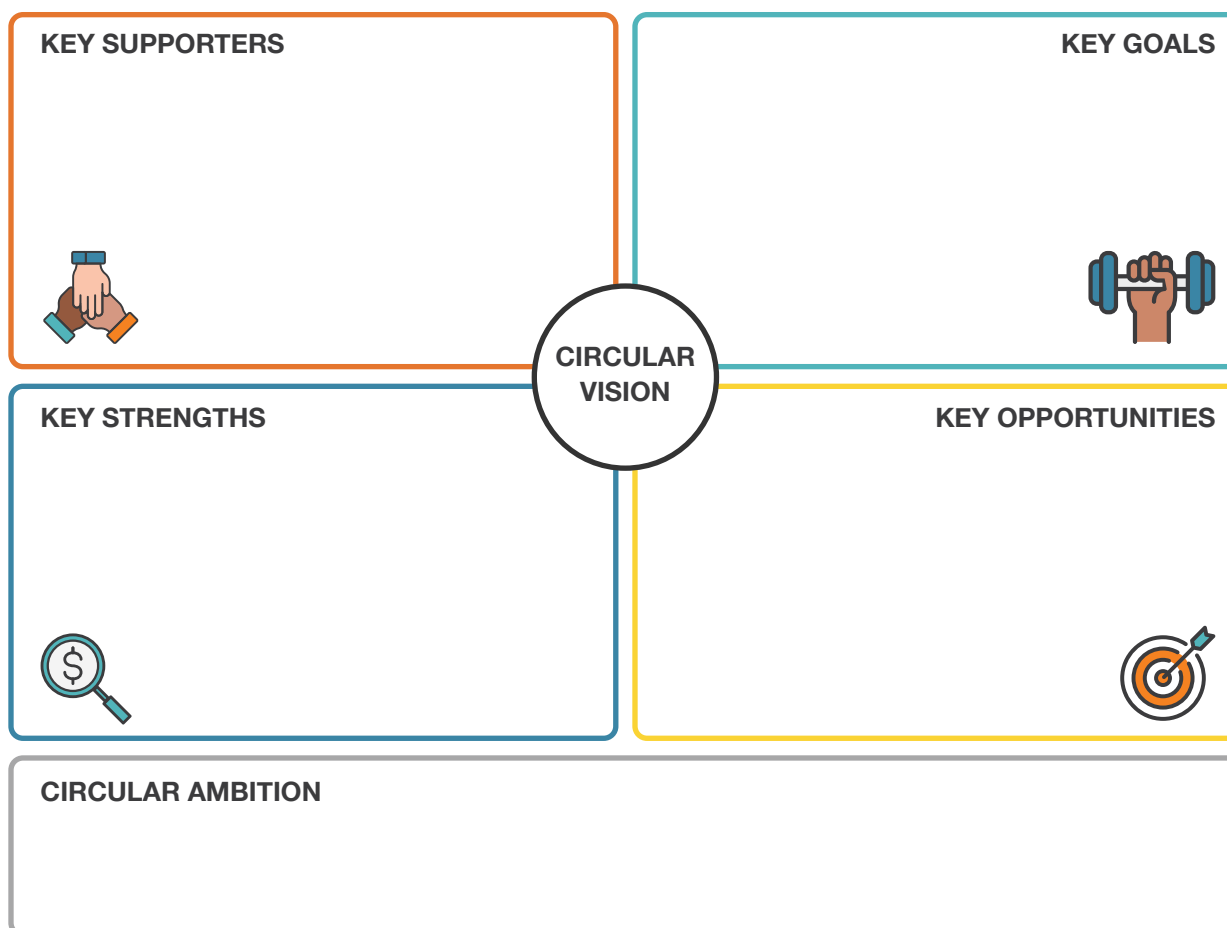 KEY SUPPORTERS
KEY GOALS
CIRCULAR
VISION
KEY STRENGTHS
KEY OPPORTUNITIES
$
CIRCULAR AMBITION